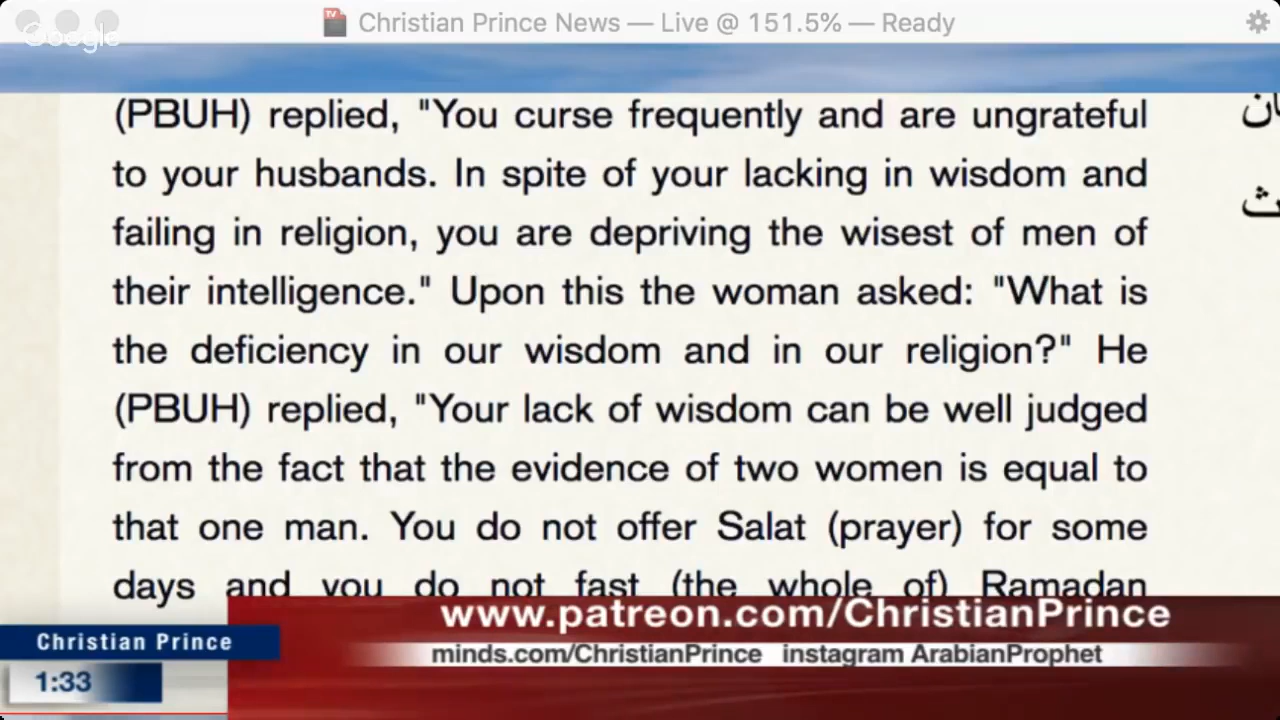 Christian Prince News — Live @ 151.5% — Ready
Google
(PBUH) replied, "You curse frequently and are ungrateful
to your husbands. In spite of your lacking in wisdom and
failing in religion, you are depriving the wisest of men of
their intelligence." Upon this the woman asked: "What is
the deficiency in our wisdom and in our religion?" He
(PBUH) replied, "Your lack of wisdom can be well judged
from the fact that the evidence of two women is equal to
that one man. You do not offer Salat (prayer) for some
days and you do not fast (the whole of) Ramadan
www.patreon.com/ChristianPrince
Christian Prince
minds.com/ChristianPrince instagram ArabianProphet
1:33